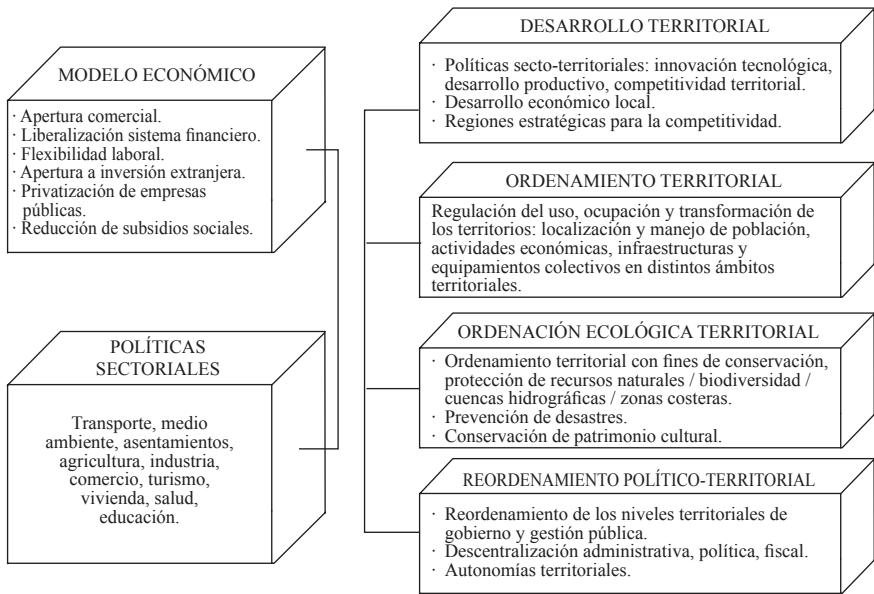 MODELO ECONÓMICO
· Apertura comercial.
· Liberalización sistema financiero.
· Flexibilidad laboral.
· Apertura a inversión extranjera.
· Privatización de empresas
públicas.
· Reducción de subsidios sociales.
POLÍTICAS
SECTORIALES
Transporte, medio
ambiente, asentamientos,
agricultura, industria,
comercio, turismo,
vivienda, salud,
educación.
DESARROLLO TERRITORIAL
· Políticas secto-territoriales: innovación tecnológica,
desarrollo productivo, competitividad territorial.
· Desarrollo económico local.
· Regiones estratégicas para la competitividad.
ORDENAMIENTO TERRITORIAL
Regulación del uso, ocupación y transformación de
los territorios: localización y manejo de población,
actividades económicas, infraestructuras y
equipamientos colectivos en distintos ámbitos
territoriales.
ORDENACIÓN ECOLÓGICA TERRITORIAL
· Ordenamiento territorial con fines de conservación,
protección de recursos naturales / biodiversidad /
cuencas hidrográficas / zonas costeras.
· Prevención de desastres.
· Conservación de patrimonio cultural.
REORDENAMIENTO POLÍTICO-TERRITORIAL
· Reordenamiento de los niveles territoriales de
gobierno y gestión pública.
· Descentralización administrativa, política, fiscal.
· Autonomías territoriales.